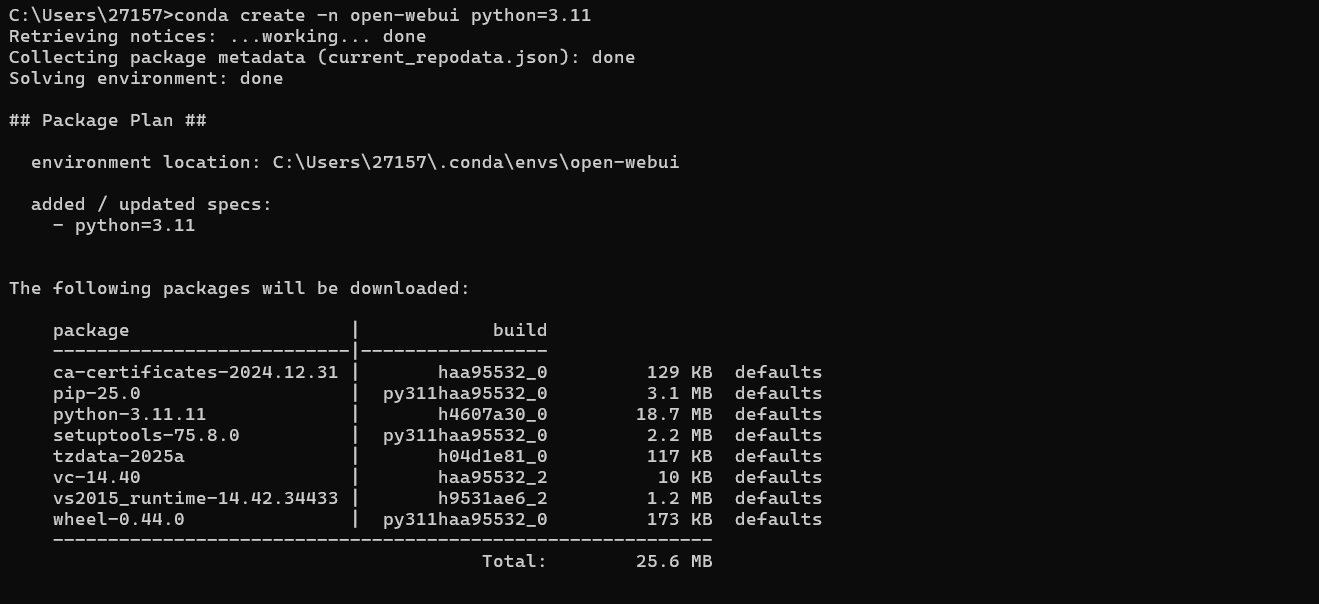 C:\Users\27157>conda create -n open-webui python=3.11
Retrieving notices: ...working... done
Collecting package metadata (current_repodata.json): done
Solving environment: done
## Package Plan ##
  environment location: C:\Users\27157\.conda\envs\open-webui
  added / updated specs:
    - python=3.11
The following packages will be downloaded:
    package                    |            build
    ---------------------------|-----------------
    ca-certificates-2024.12.31 |       haa95532_0         129 KB  defaults
    pip-25.0                   |  py311haa95532_0         3.1 MB  defaults
    python-3.11.11             |       h4607a30_0        18.7 MB  defaults
    setuptools-75.8.0          |  py311haa95532_0         2.2 MB  defaults
    tzdata-2025a               |       h04d1e81_0         117 KB  defaults
    vc-14.40                   |       haa95532_2          10 KB  defaults
    vs2015_runtime-14.42.34433 |       h9531ae6_2         1.2 MB  defaults
    wheel-0.44.0               |  py311haa95532_0         173 KB  defaults
    ------------------------------------------------------------
                                           Total:        25.6 MB